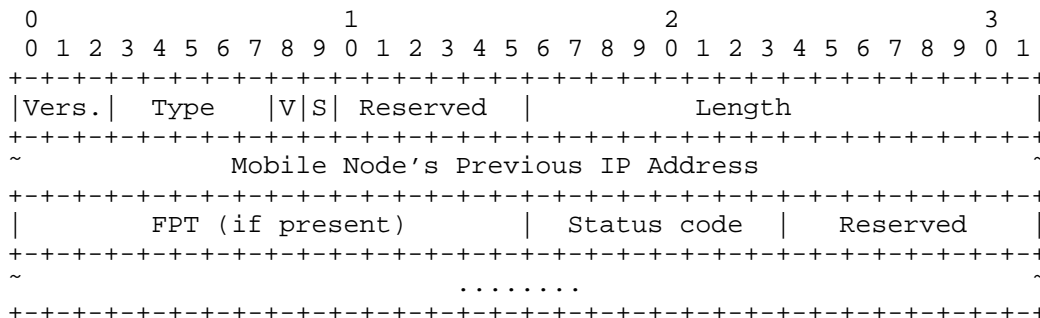 0                   1                   2                   3
 0 1 2 3 4 5 6 7 8 9 0 1 2 3 4 5 6 7 8 9 0 1 2 3 4 5 6 7 8 9 0 1
+-+-+-+-+-+-+-+-+-+-+-+-+-+-+-+-+-+-+-+-+-+-+-+-+-+-+-+-+-+-+-+-+
|Vers.|  Type   |V|S| Reserved  |          Length               |
+-+-+-+-+-+-+-+-+-+-+-+-+-+-+-+-+-+-+-+-+-+-+-+-+-+-+-+-+-+-+-+-+
~             Mobile Node’s Previous IP Address                 ~
+-+-+-+-+-+-+-+-+-+-+-+-+-+-+-+-+-+-+-+-+-+-+-+-+-+-+-+-+-+-+-+-+
|        FPT (if present)       |  Status code  |   Reserved    |
+-+-+-+-+-+-+-+-+-+-+-+-+-+-+-+-+-+-+-+-+-+-+-+-+-+-+-+-+-+-+-+-+
~                           ........                            ~
+-+-+-+-+-+-+-+-+-+-+-+-+-+-+-+-+-+-+-+-+-+-+-+-+-+-+-+-+-+-+-+-+